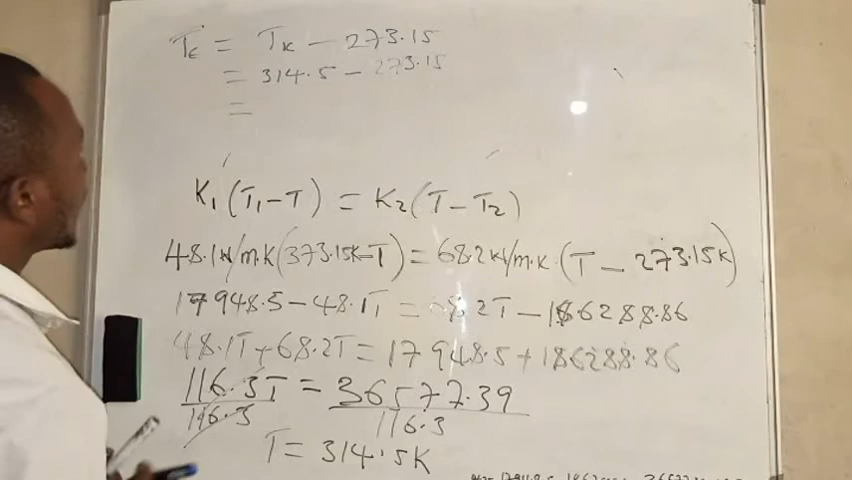 T_C = T_K - 273.15
= 314.5 - 273.15
=
K₁(T₁-T) = K₂(T-T₂)
48.1W/m.K(373.15K-T) = 68.2W/m.K(T - 273.15K)
17948.5 - 48.1T = 68.2T - 186288.86
48.1T + 68.2T = 17948.5 + 186288.86
116.3T = 36577.39
116.3 116.3
T = 314.5K